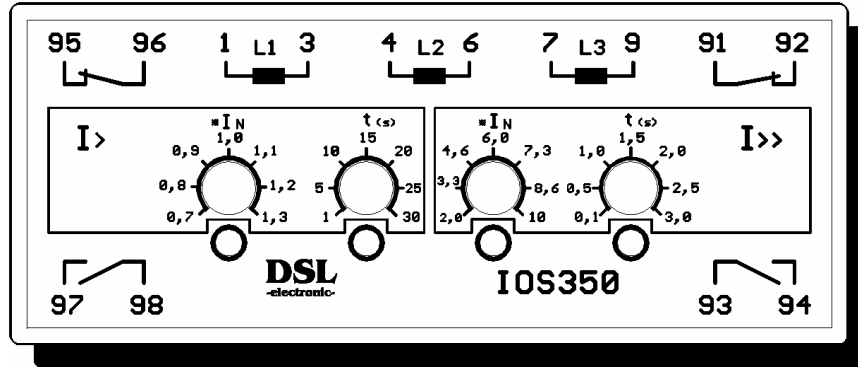 95 96 1 L1 3 4 L2 6 7 L3 9 91 92
I> *IN t(s) *IN t(s) I>>
1,0 15 6,0 1,5
0,9 1,1 10 20 4,6 7,3 1,0 2,0
0,8 1,2 5 25 3,3 8,6 0,5 2,5
0,7 1,3 1 30 2,0 10 0,1 3,0
DSL
-electronic-
IOS350
97 98 93 94